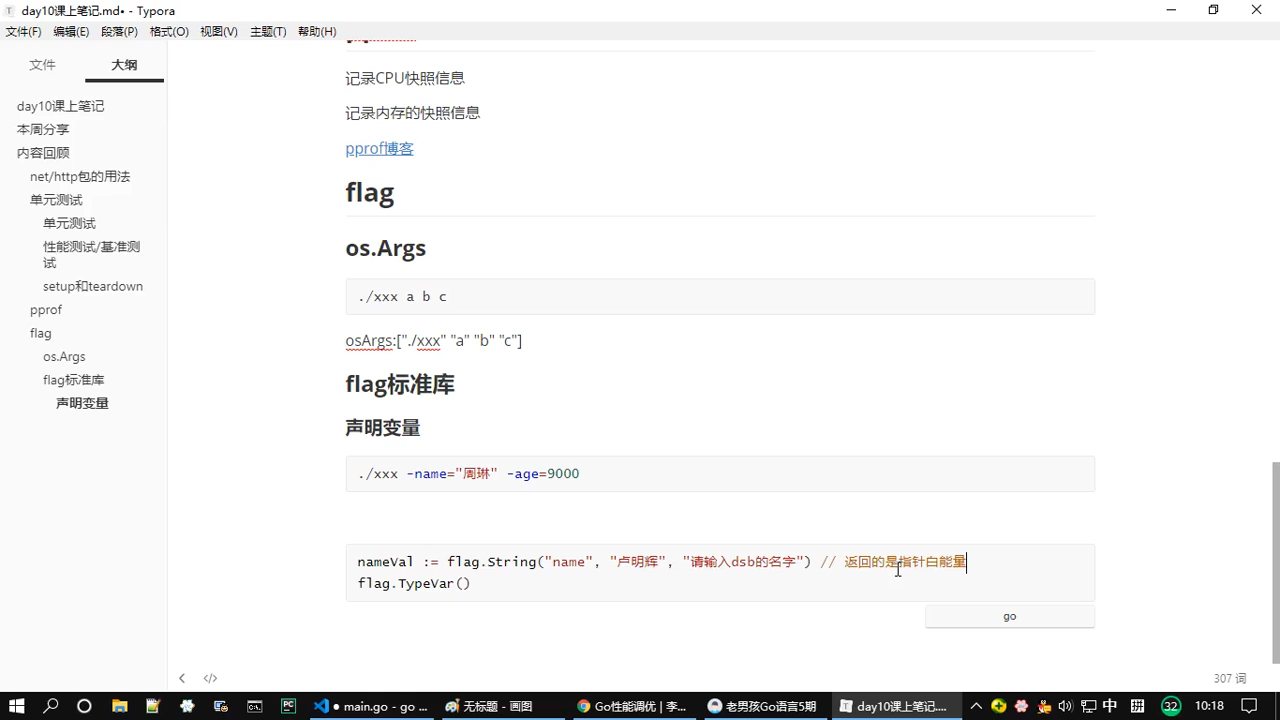 day10课上笔记.md• - Typora
文件(F) 编辑(E) 段落(P) 格式(O) 视图(V) 主题(T) 帮助(H)
文件 大纲
day10课上笔记
本周分享
内容回顾
net/http包的用法
单元测试
单元测试
性能测试/基准测
试
setup和teardown
pprof
flag
os.Args
flag标准库
声明变量
记录CPU快照信息
记录内存的快照信息
pprof博客
flag
os.Args
./xxx a b c
osArgs:["./xxx" "a" "b" "c"]
flag标准库
声明变量
./xxx -name="周琳" -age=9000
nameVal := flag.String("name", "卢明辉", "请输入dsb的名字") // 返回的是指针白能量
flag.TypeVar()
go
307 词
● main.go - go ... 无标题 - 画图 Go性能调优 | 李... 老男孩Go语言5期 day10课上笔记.... 中 拼 32 10:18